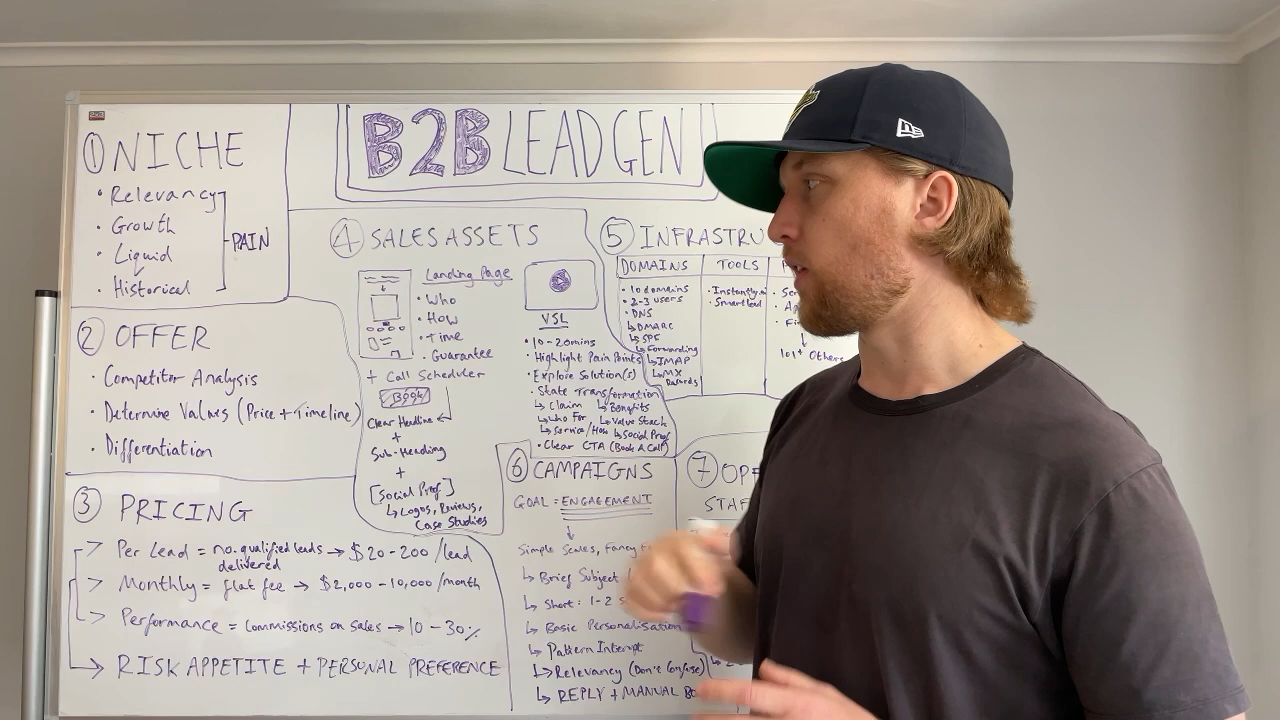 B2B LEAD GEN
① NICHE
• Relevancy
• Growth
• Liquid
• Historical
PAIN
② OFFER
• Competitor Analysis
• Determine Values (Price + Timeline)
• Differentiation
③ PRICING
> Per Lead = no. qualified leads → $20-200 /lead
delivered
> Monthly = flat fee → $2,000-10,000 /month
> Performance = commissions on sales → 10-30%
→ RISK APPETITE + PERSONAL PREFERENCE
④ SALES ASSETS
Landing Page
• Who
• How
• Time
• Guarantee
+ Call Scheduler
Book
Clear Headline
+
Sub-Heading
+
[Social Proof]
↳ Logos, Reviews,
Case Studies
VSL
• 10-20mins
• Highlight Pain Points
• Explore Solution(s)
• State Transformation
↳ Claim ↳ Benefits
↳ Who For ↳ Value Stack
↳ Service/How ↳ Social Proof
• Clear CTA (Book A Call)
⑤ INFRASTRU
DOMAINS
• 10 domains
• 2-3 users
• DNS
↳ DMARC
↳ SPF
↳ Forwarding
↳ IMAP
↳ MX
Records
TOOLS
• Instantly.ai
• Smartlead
101+ Others
⑥ CAMPAIGNS
GOAL = ENGAGEMENT
Simple Scales, Fancy
↳ Brief Subject
↳ Short: 1-2
↳ Basic Personalisation
↳ Pattern Interrupt
↳ Relevancy (Don't Confuse)
↳ REPLY + MANUAL BO
⑦ OP
STAF